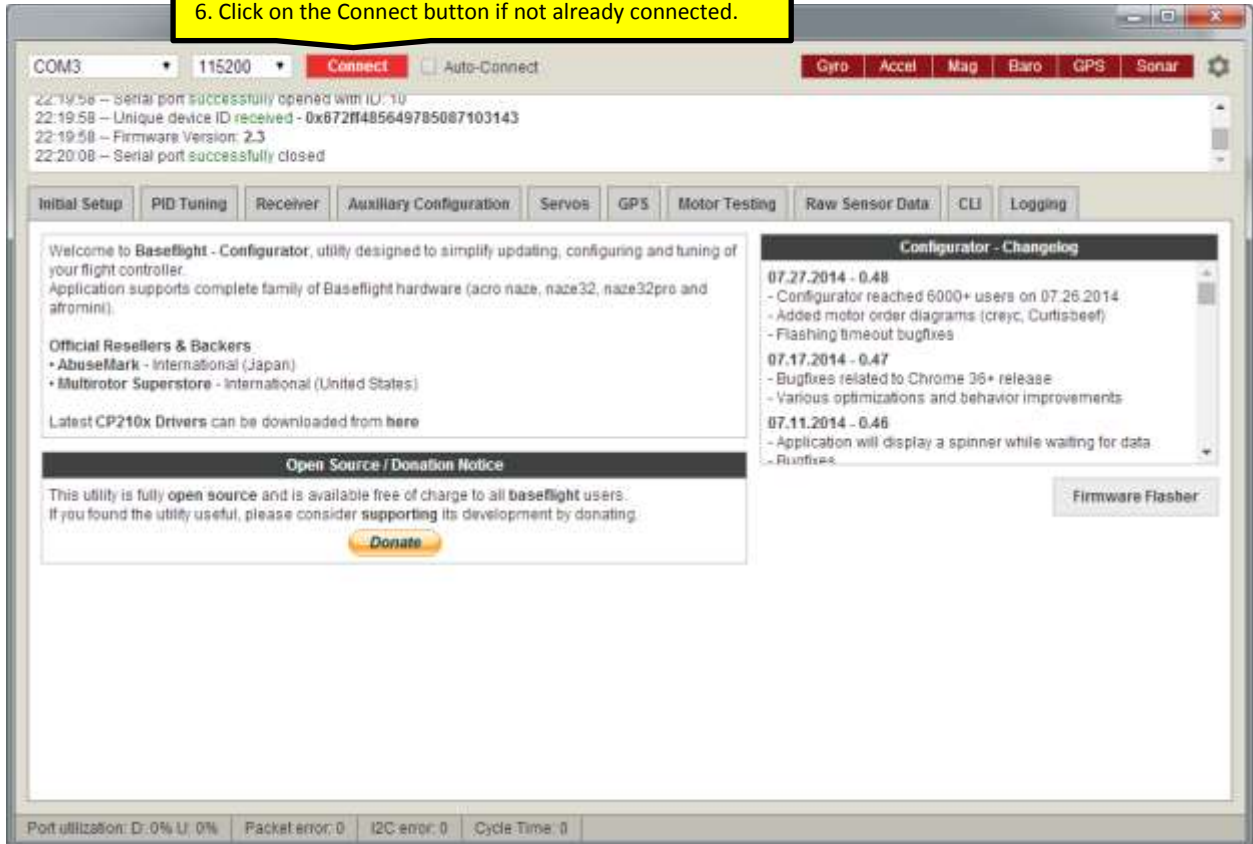 6. Click on the Connect button if not already connected.
COM3 115200 Connect Auto-Connect Gyro Accel Mag Baro GPS Sonar
22:19:58 -- Serial port successfully opened with ID: 10
22:19:58 -- Unique device ID received - 0x672ff485649785087103143
22:19:58 -- Firmware Version: 2.3
22:20:08 -- Serial port successfully closed
Initial Setup PID Tuning Receiver Auxiliary Configuration Servos GPS Motor Testing Raw Sensor Data CLI Logging
Welcome to Baseflight - Configurator, utility designed to simplify updating, configuring and tuning of
your flight controller.
Application supports complete family of Baseflight hardware (acro naze, naze32, naze32pro and
afromini).
Official Resellers & Backers
• AbuseMark - International (Japan)
• Multirotor Superstore - International (United States)
Latest CP210x Drivers can be downloaded from here
Open Source / Donation Notice
This utility is fully open source and is available free of charge to all baseflight users.
If you found the utility useful, please consider supporting its development by donating.
Donate
Configurator - Changelog
07.27.2014 - 0.48
- Configurator reached 6000+ users on 07.26.2014
- Added motor order diagrams (creyc, Curtisbeef)
- Flashing timeout bugfixes
07.17.2014 - 0.47
- Bugfixes related to Chrome 36+ release
- Various optimizations and behavior improvements
07.11.2014 - 0.46
- Application will display a spinner while waiting for data
- Bugfixes
Firmware Flasher
Port utilization: D: 0% U: 0% Packet error: 0 I2C error: 0 Cycle Time: 0